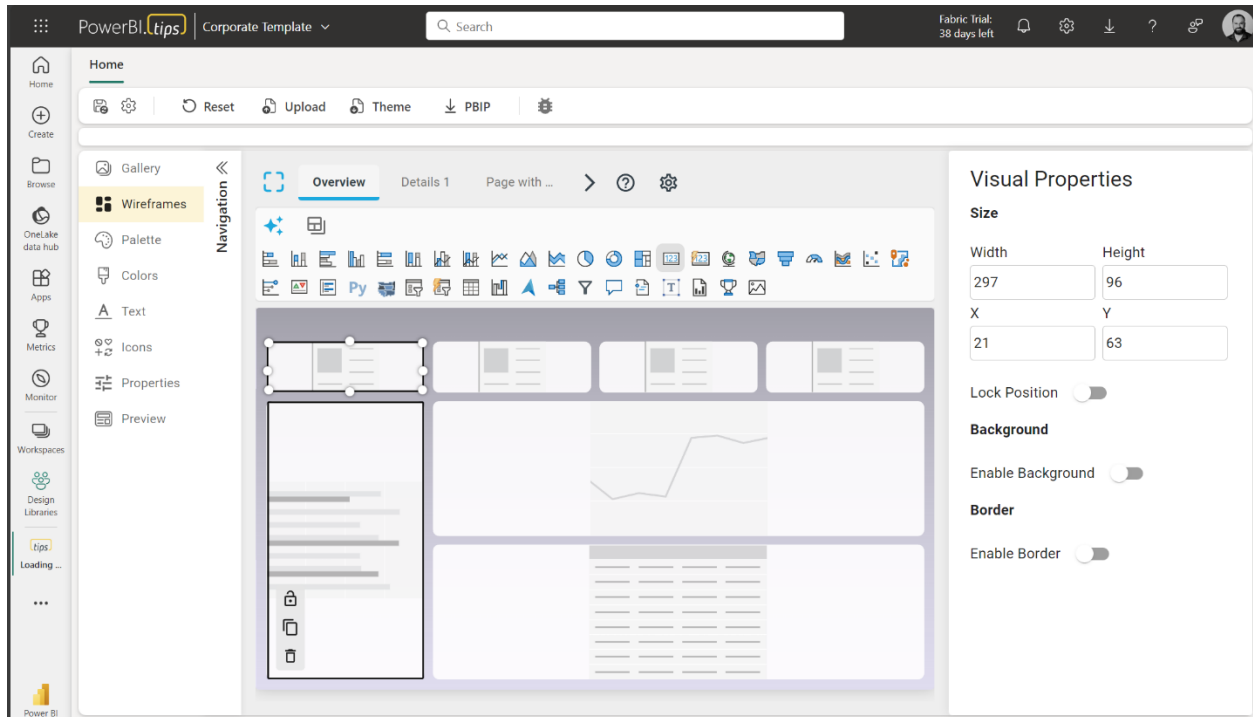 PowerBI.tips
Corporate Template
Search
Fabric Trial:
38 days left
Home
Create
Browse
OneLake
data hub
Apps
Metrics
Monitor
Workspaces
Design
Libraries
tips
Loading ...
Power BI
Home
Reset
Upload
Theme
PBIP
Gallery
Wireframes
Palette
Colors
Text
Icons
Properties
Preview
Navigation
Overview
Details 1
Page with ...
123
123
Py
T
Visual Properties
Size
Width
Height
297
96
X
Y
21
63
Lock Position
Background
Enable Background
Border
Enable Border